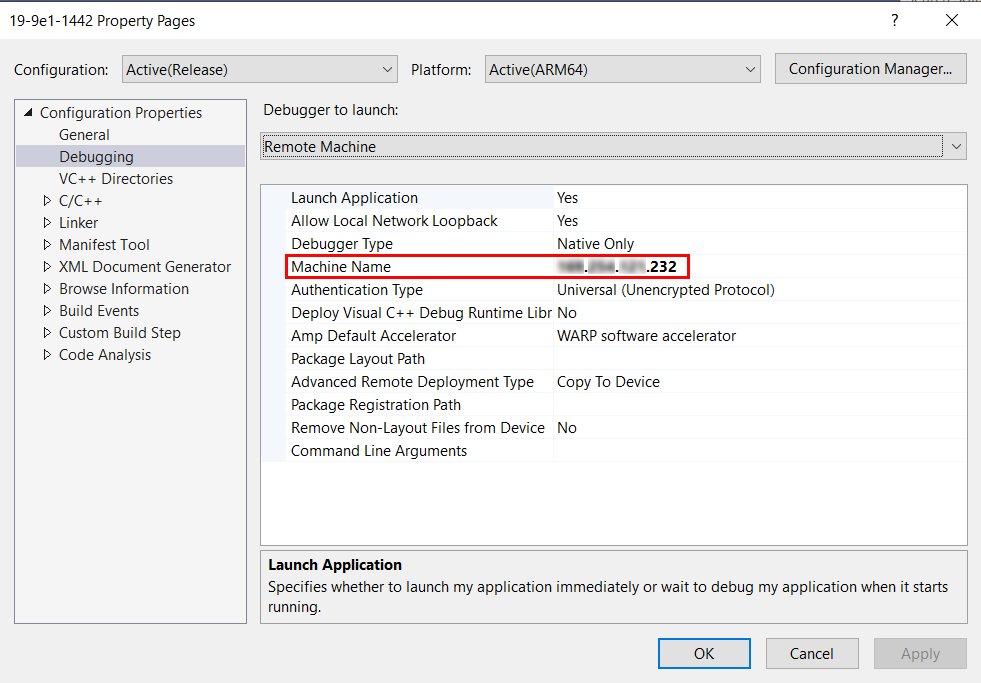 19-9e1-1442 Property Pages
?
Configuration: Active(Release) Platform: Active(ARM64) Configuration Manager...
Configuration Properties
General
Debugging
VC++ Directories
C/C++
Linker
Manifest Tool
XML Document Generator
Browse Information
Build Events
Custom Build Step
Code Analysis
Debugger to launch:
Remote Machine
Launch Application Yes
Allow Local Network Loopback Yes
Debugger Type Native Only
Machine Name .232
Authentication Type Universal (Unencrypted Protocol)
Deploy Visual C++ Debug Runtime Libr No
Amp Default Accelerator WARP software accelerator
Package Layout Path
Advanced Remote Deployment Type Copy To Device
Package Registration Path
Remove Non-Layout Files from Device No
Command Line Arguments
Launch Application
Specifies whether to launch my application immediately or wait to debug my application when it starts
running.
OK Cancel Apply